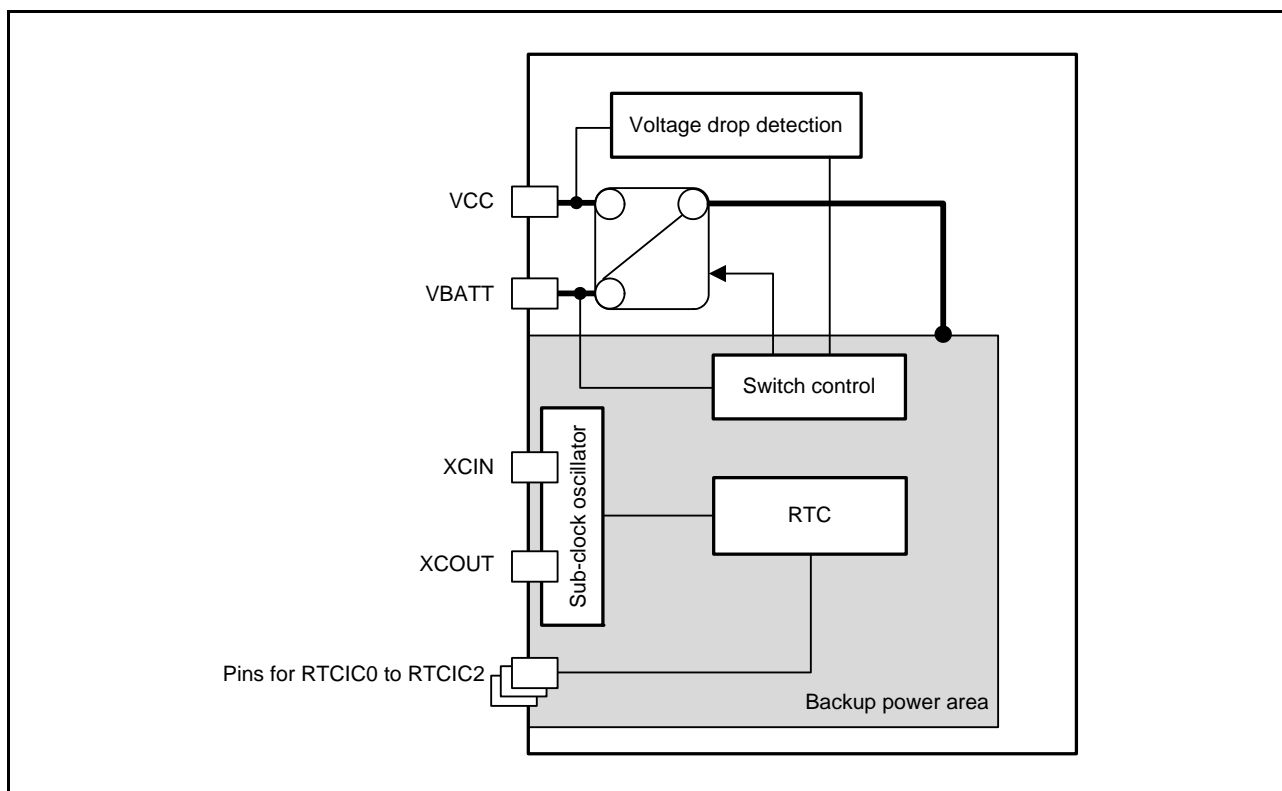 Voltage drop detection
VCC
VBATT
Switch control
XCIN
Sub-clock oscillator
RTC
XCOUT
Pins for RTCIC0 to RTCIC2
Backup power area